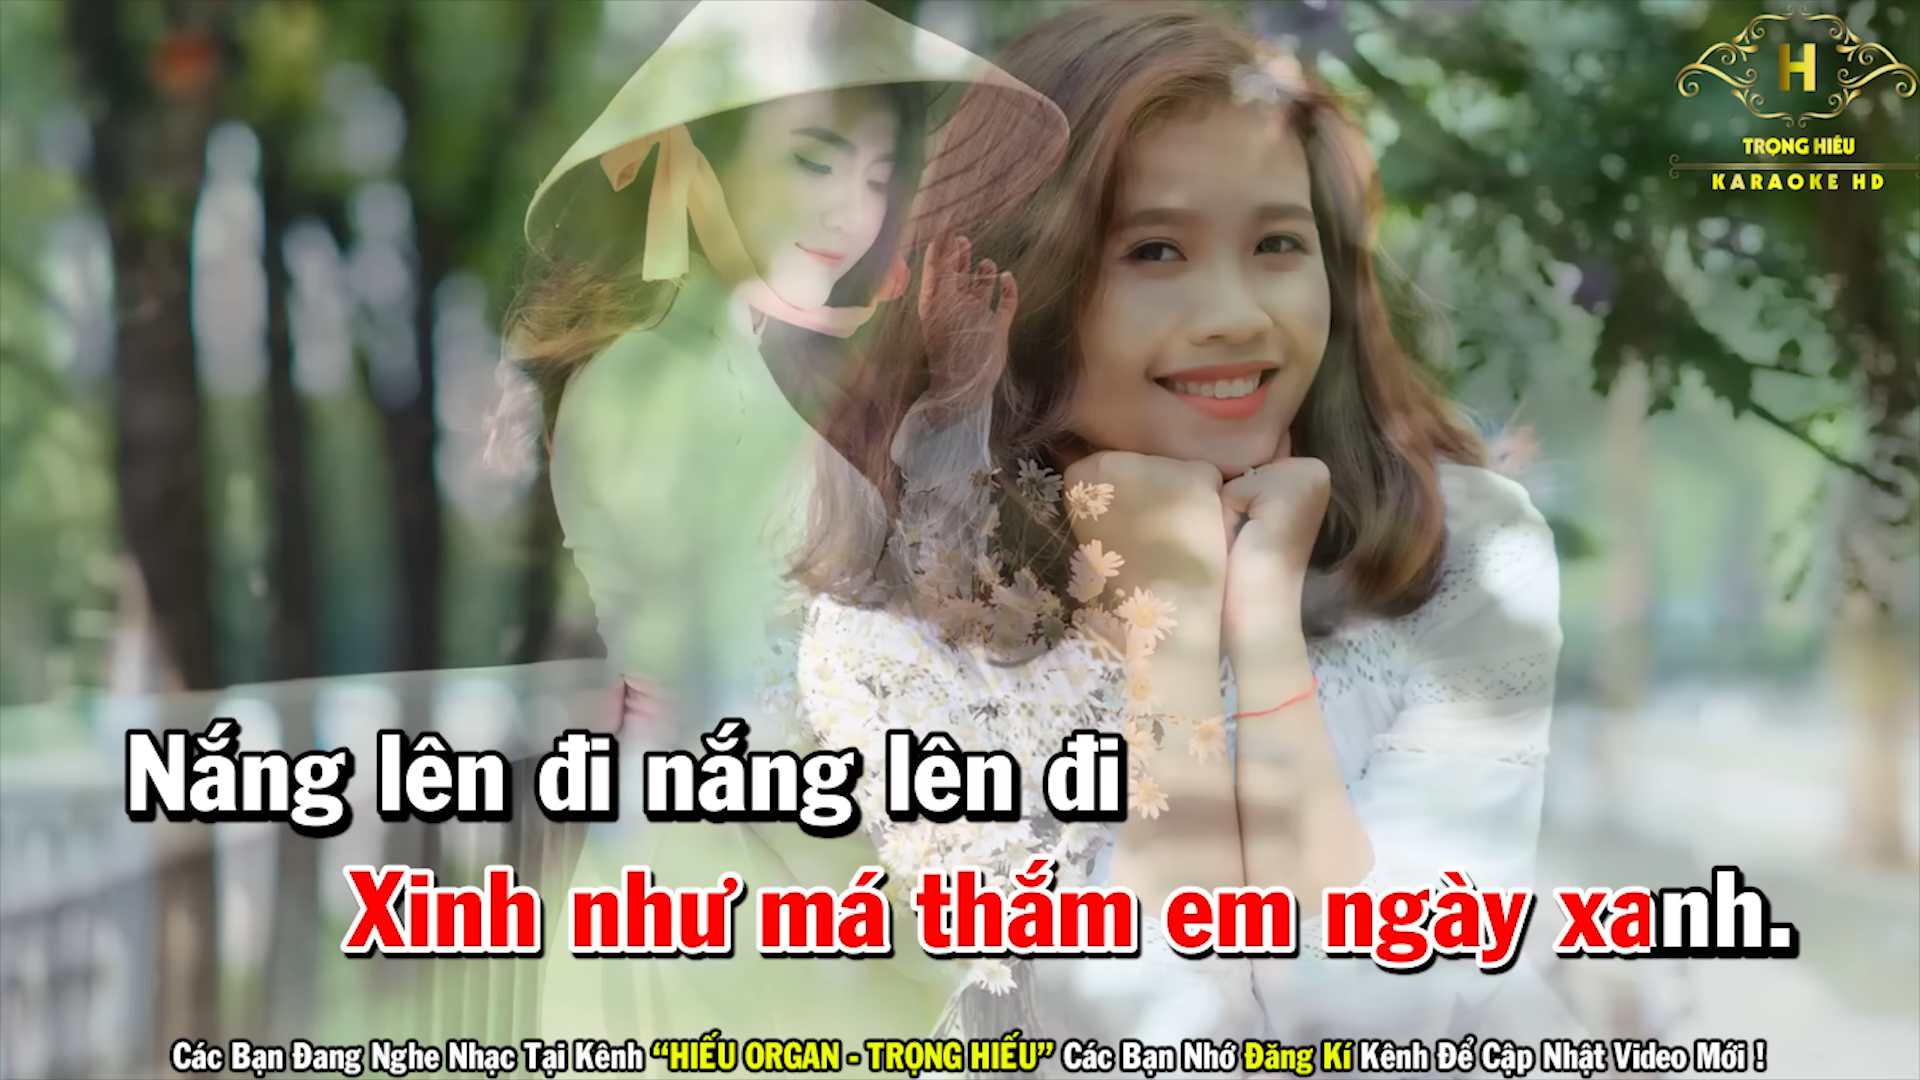 H
TRỌNG HIẾU
KARAOKE HD
Nắng lên đi nắng lên đi
Xinh như má thắm em ngày xanh.
Các Bạn Đang Nghe Nhạc Tại Kênh “HIẾU ORGAN - TRỌNG HIẾU” Các Bạn Nhớ Đăng Kí Kênh Để Cập Nhật Video Mới !